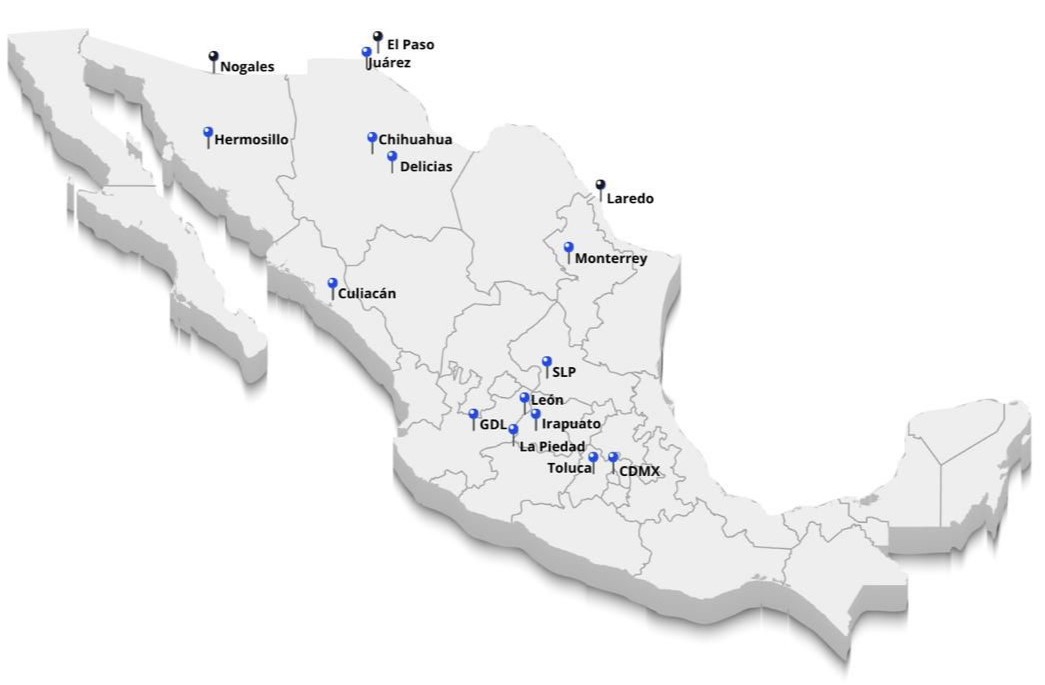 El Paso
Juárez
Nogales
Hermosillo
Chihuahua
Delicias
Laredo
Monterrey
Culiacán
SLP
León
GDL
Irapuato
La Piedad
Toluca
CDMX